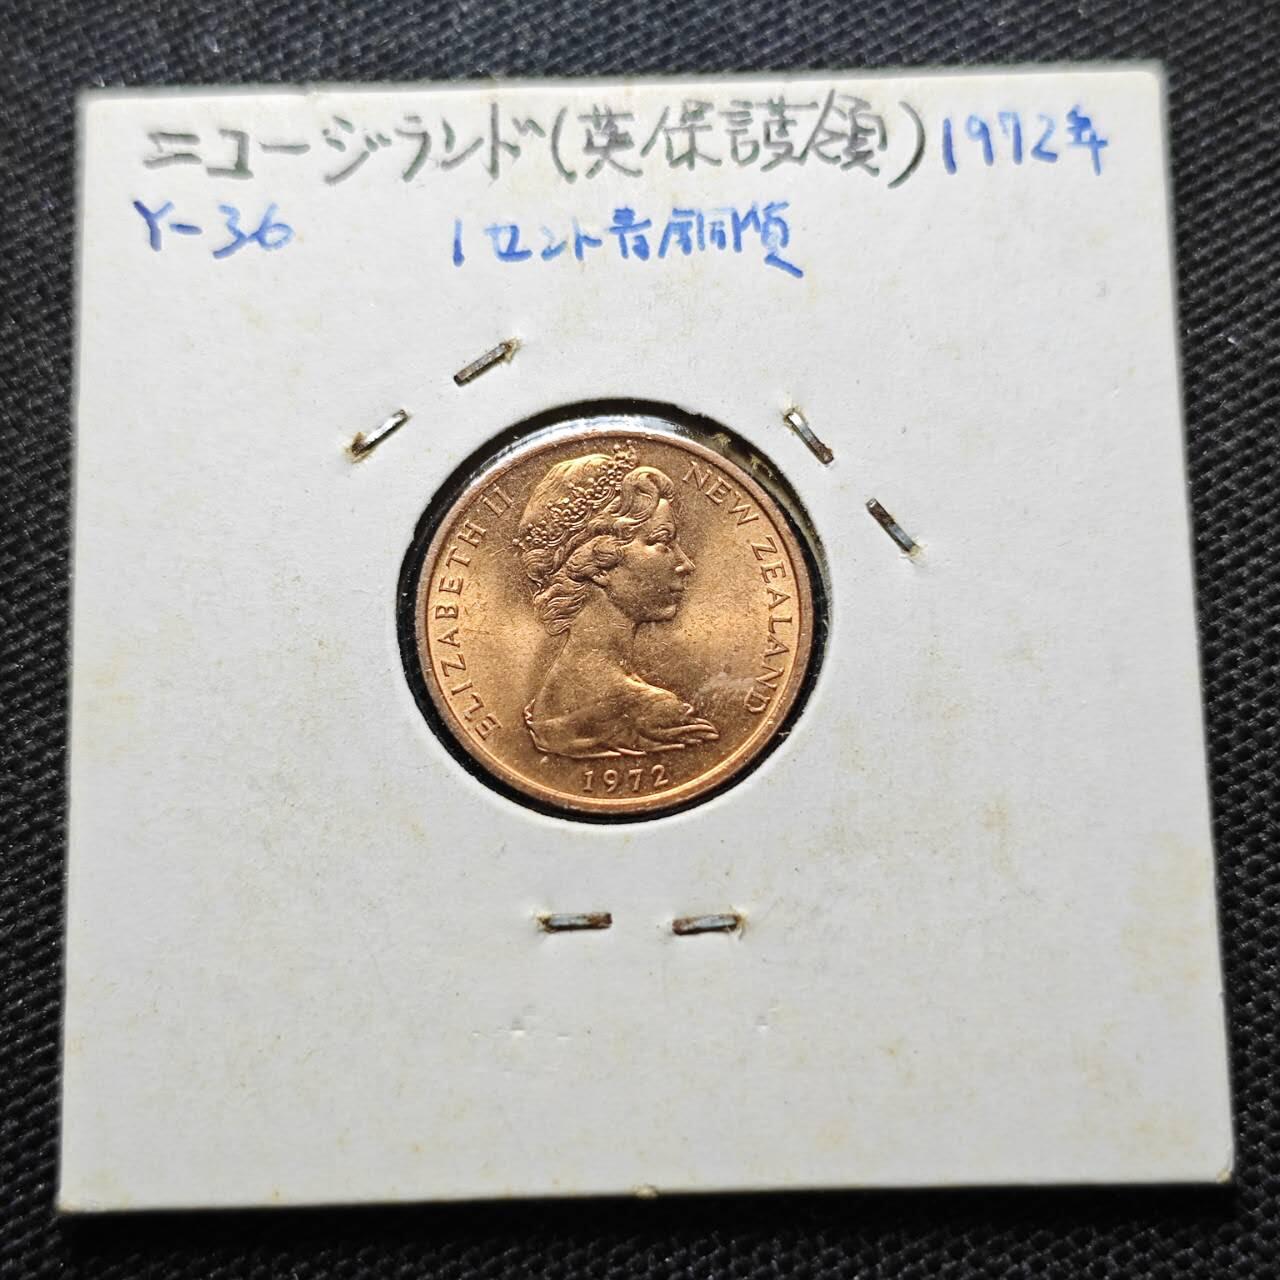 ニュージランド(英保護領)1972年
Y-36 1セント青銅貨
ELIZABETH II
NEW ZEALAND
1972